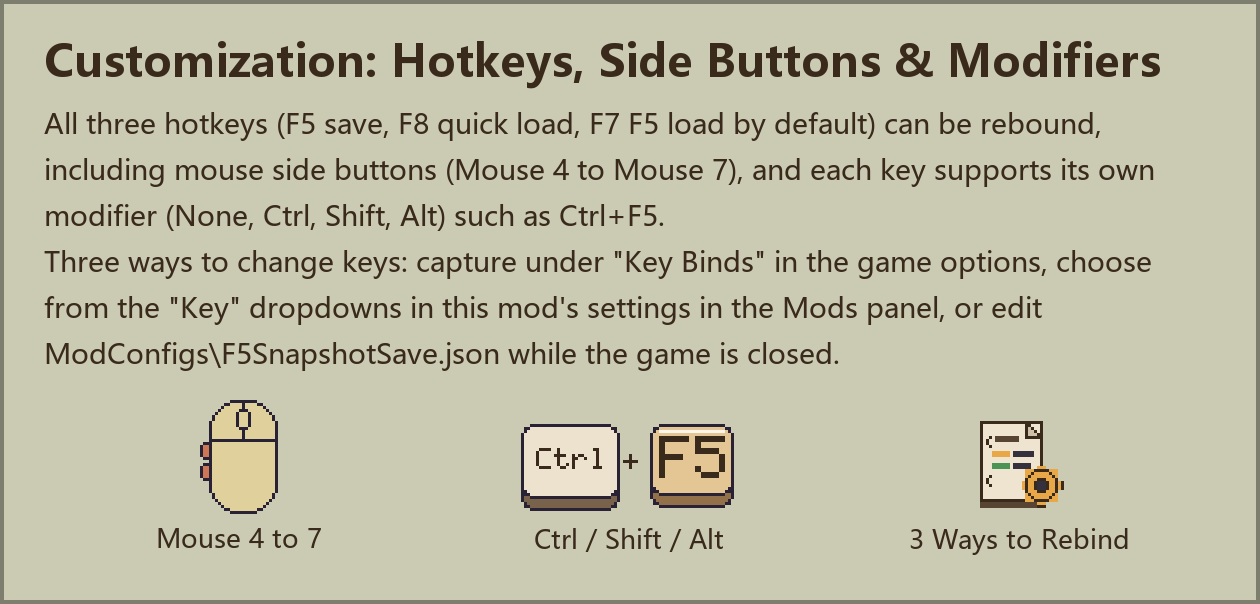 Customization: Hotkeys, Side Buttons & Modifiers
All three hotkeys (F5 save, F8 quick load, F7 F5 load by default) can be rebound,
including mouse side buttons (Mouse 4 to Mouse 7), and each key supports its own
modifier (None, Ctrl, Shift, Alt) such as Ctrl+F5.
Three ways to change keys: capture under "Key Binds" in the game options, choose
from the "Key" dropdowns in this mod's settings in the Mods panel, or edit
ModConfigs\F5SnapshotSave.json while the game is closed.
Ctrl + F5
Mouse 4 to 7
Ctrl / Shift / Alt
3 Ways to Rebind